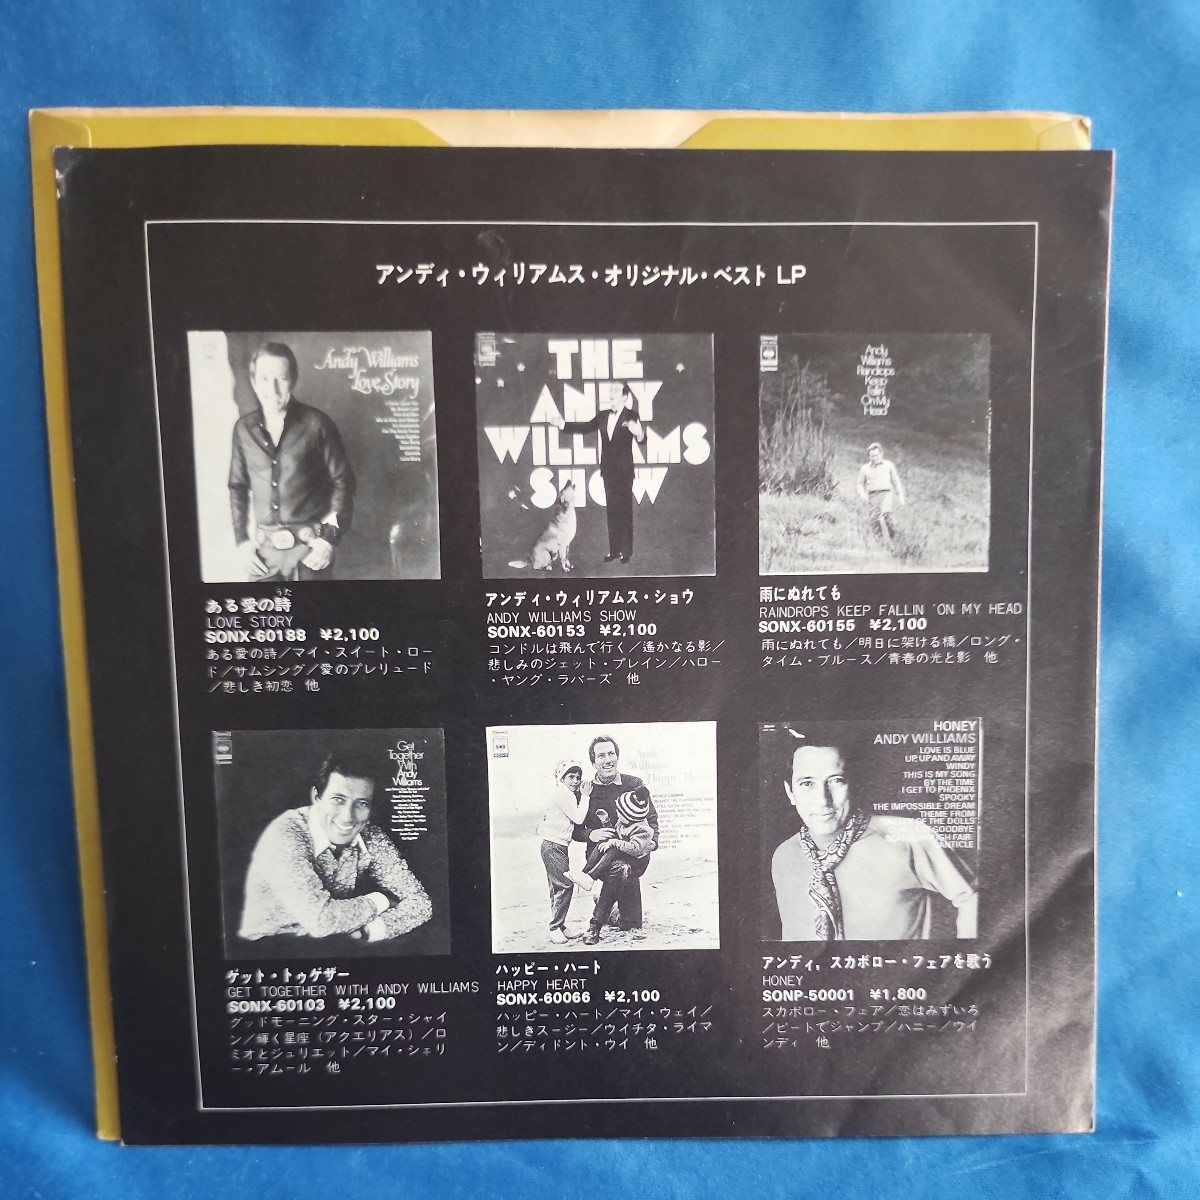 アンディ・ウィリアムス・オリジナル・ベスト LP
Andy Williams
Love Story
THE
ANDY
WILLIAMS
SHOW
Andy
Williams
Raindrops
Keep
Fallin'
On My
Head
うた
ある愛の詩
LOVE STORY
SONX-60188 ¥2,100
ある愛の詩/マイ・スイート・ロー
ド/サムシング/愛のプレリュード
/悲しき初恋 他
アンディ・ウィリアムス・ショウ
ANDY WILLIAMS SHOW
SONX-60153 ¥2,100
コンドルは飛んで行く/遙かなる影/
悲しみのジェット・プレイン/ハロー
・ヤング・ラバーズ 他
雨にぬれても
RAINDROPS KEEP FALLIN 'ON MY HEAD
SONX-60155 ¥2,100
雨にぬれても/明日に架ける橋/ロング・
タイム・ブルース/青春の光と影 他
Get
Together
With
Andy
Williams
Andy
Williams
Happy Heart
HONEY
ANDY WILLIAMS
LOVE IS BLUE
UP, UP AND AWAY
WINDY
THIS IS MY SONG
BY THE TIME
I GET TO PHOENIX
SPOOKY
THE IMPOSSIBLE DREAM
THEME FROM
OF THE DOLLS
GOODBYE
FAIR
ANTICLE
ゲット・トゥゲザー
GET TOGETHER WITH ANDY WILLIAMS
SONX-60103 ¥2,100
グッドモーニング・スター・シャイ
ン/輝く星座(アクエリアス)/ロ
ミオとジュリエット/マイ・シェリ
ー・アムール 他
ハッピー・ハート
HAPPY HEART
SONX-60066 ¥2,100
ハッピー・ハート/マイ・ウェイ/
悲しきスージー/ウイチタ・ライマ
ン/ディドント・ウイ 他
アンディ, スカボロー・フェアを歌う
HONEY
SONP-50001 ¥1,800
スカボロー・フェア/恋はみずいろ
/ビートでジャンプ/ハニー/ウイ
ンディ 他